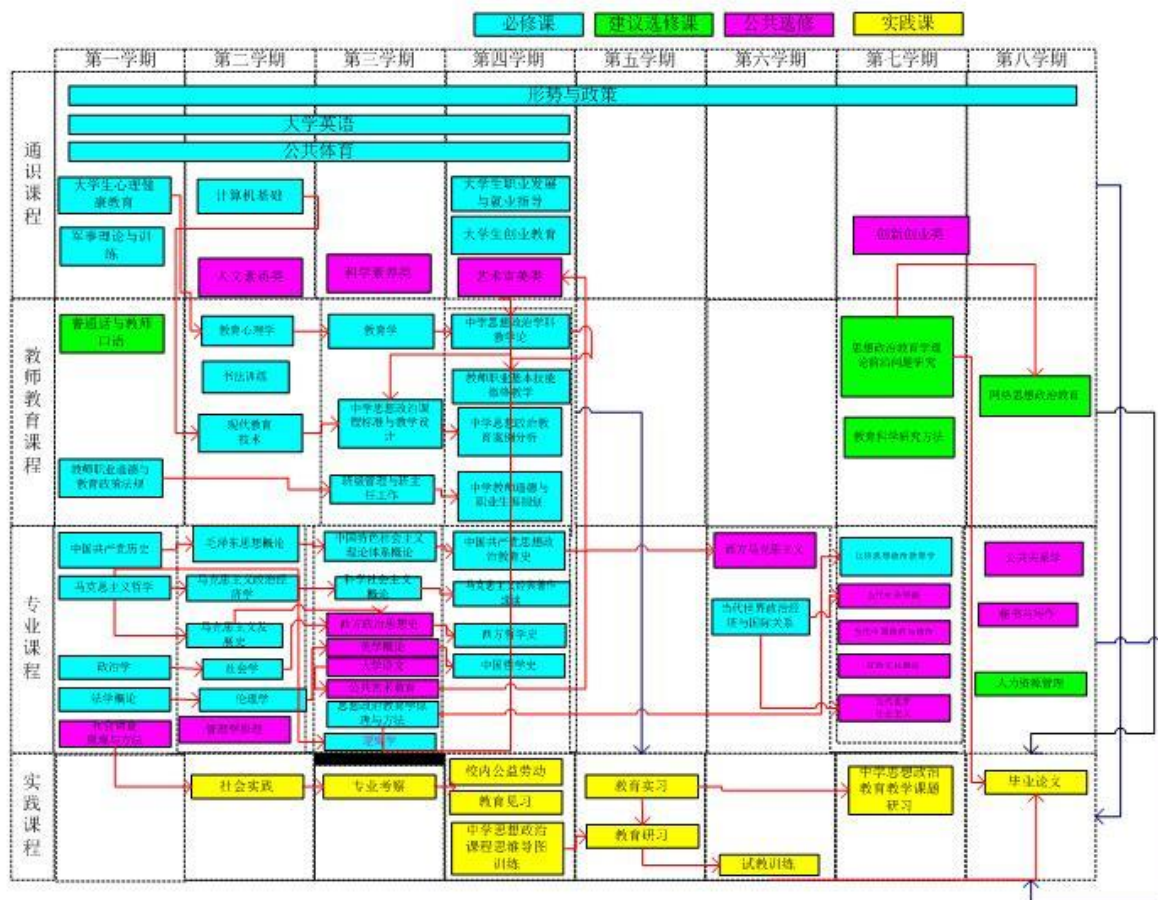 必修课
建议选修课
公共选修
实践课
第一学期
第二学期
第三学期
第四学期
第五学期
第六学期
第七学期
第八学期
通识课程
形势与政策
大学英语
公共体育
大学生心理健
康教育
计算机基础
大学生职业发展
与就业指导
军事理论与训
练
大学生创业教育
创新创业类
人文素质类
科学素养类
艺术审美类
教师教育课程
普通话与教师
口语
教育心理学
教育学
中学思想政治学科
教学论
思想政治教育学理
论前沿问题研究
书法训练
教师职业基本技能
网络思想政治教育
现代教育
技术
中学思想政治课
程标准与教学设
计
中学思想政治教
育案例分析
教育科学研究方法
教师职业道德与
教育政策法规
班级管理与班主
任工作
中学教师道德与
职业生涯规划
专业课程
中国共产党历史
毛泽东思想概论
中国特色社会主义
理论体系概论
中国共产党思想政
治教育史
西方马克思主义
公共关系学
马克思主义哲学
马克思主义政治经
济学
科学社会主义
概论
马克思主义发展
史
西方政治思想史
西方哲学史
当代世界政治经
济与国际关系
秘书与写作
政治学
社会学
美学概论
大学语文
中国哲学史
人力资源管理
法学概论
伦理学
公共艺术教育
思想政治教育学原
理与方法
管理学原理
逻辑学
实践课程
社会实践
专业考察
校内公益劳动
教育见习
中学思想政治
课程思维导图
训练
教育实习
教育研习
试教训练
中学思想政治
教育教学课题
研习
毕业论文